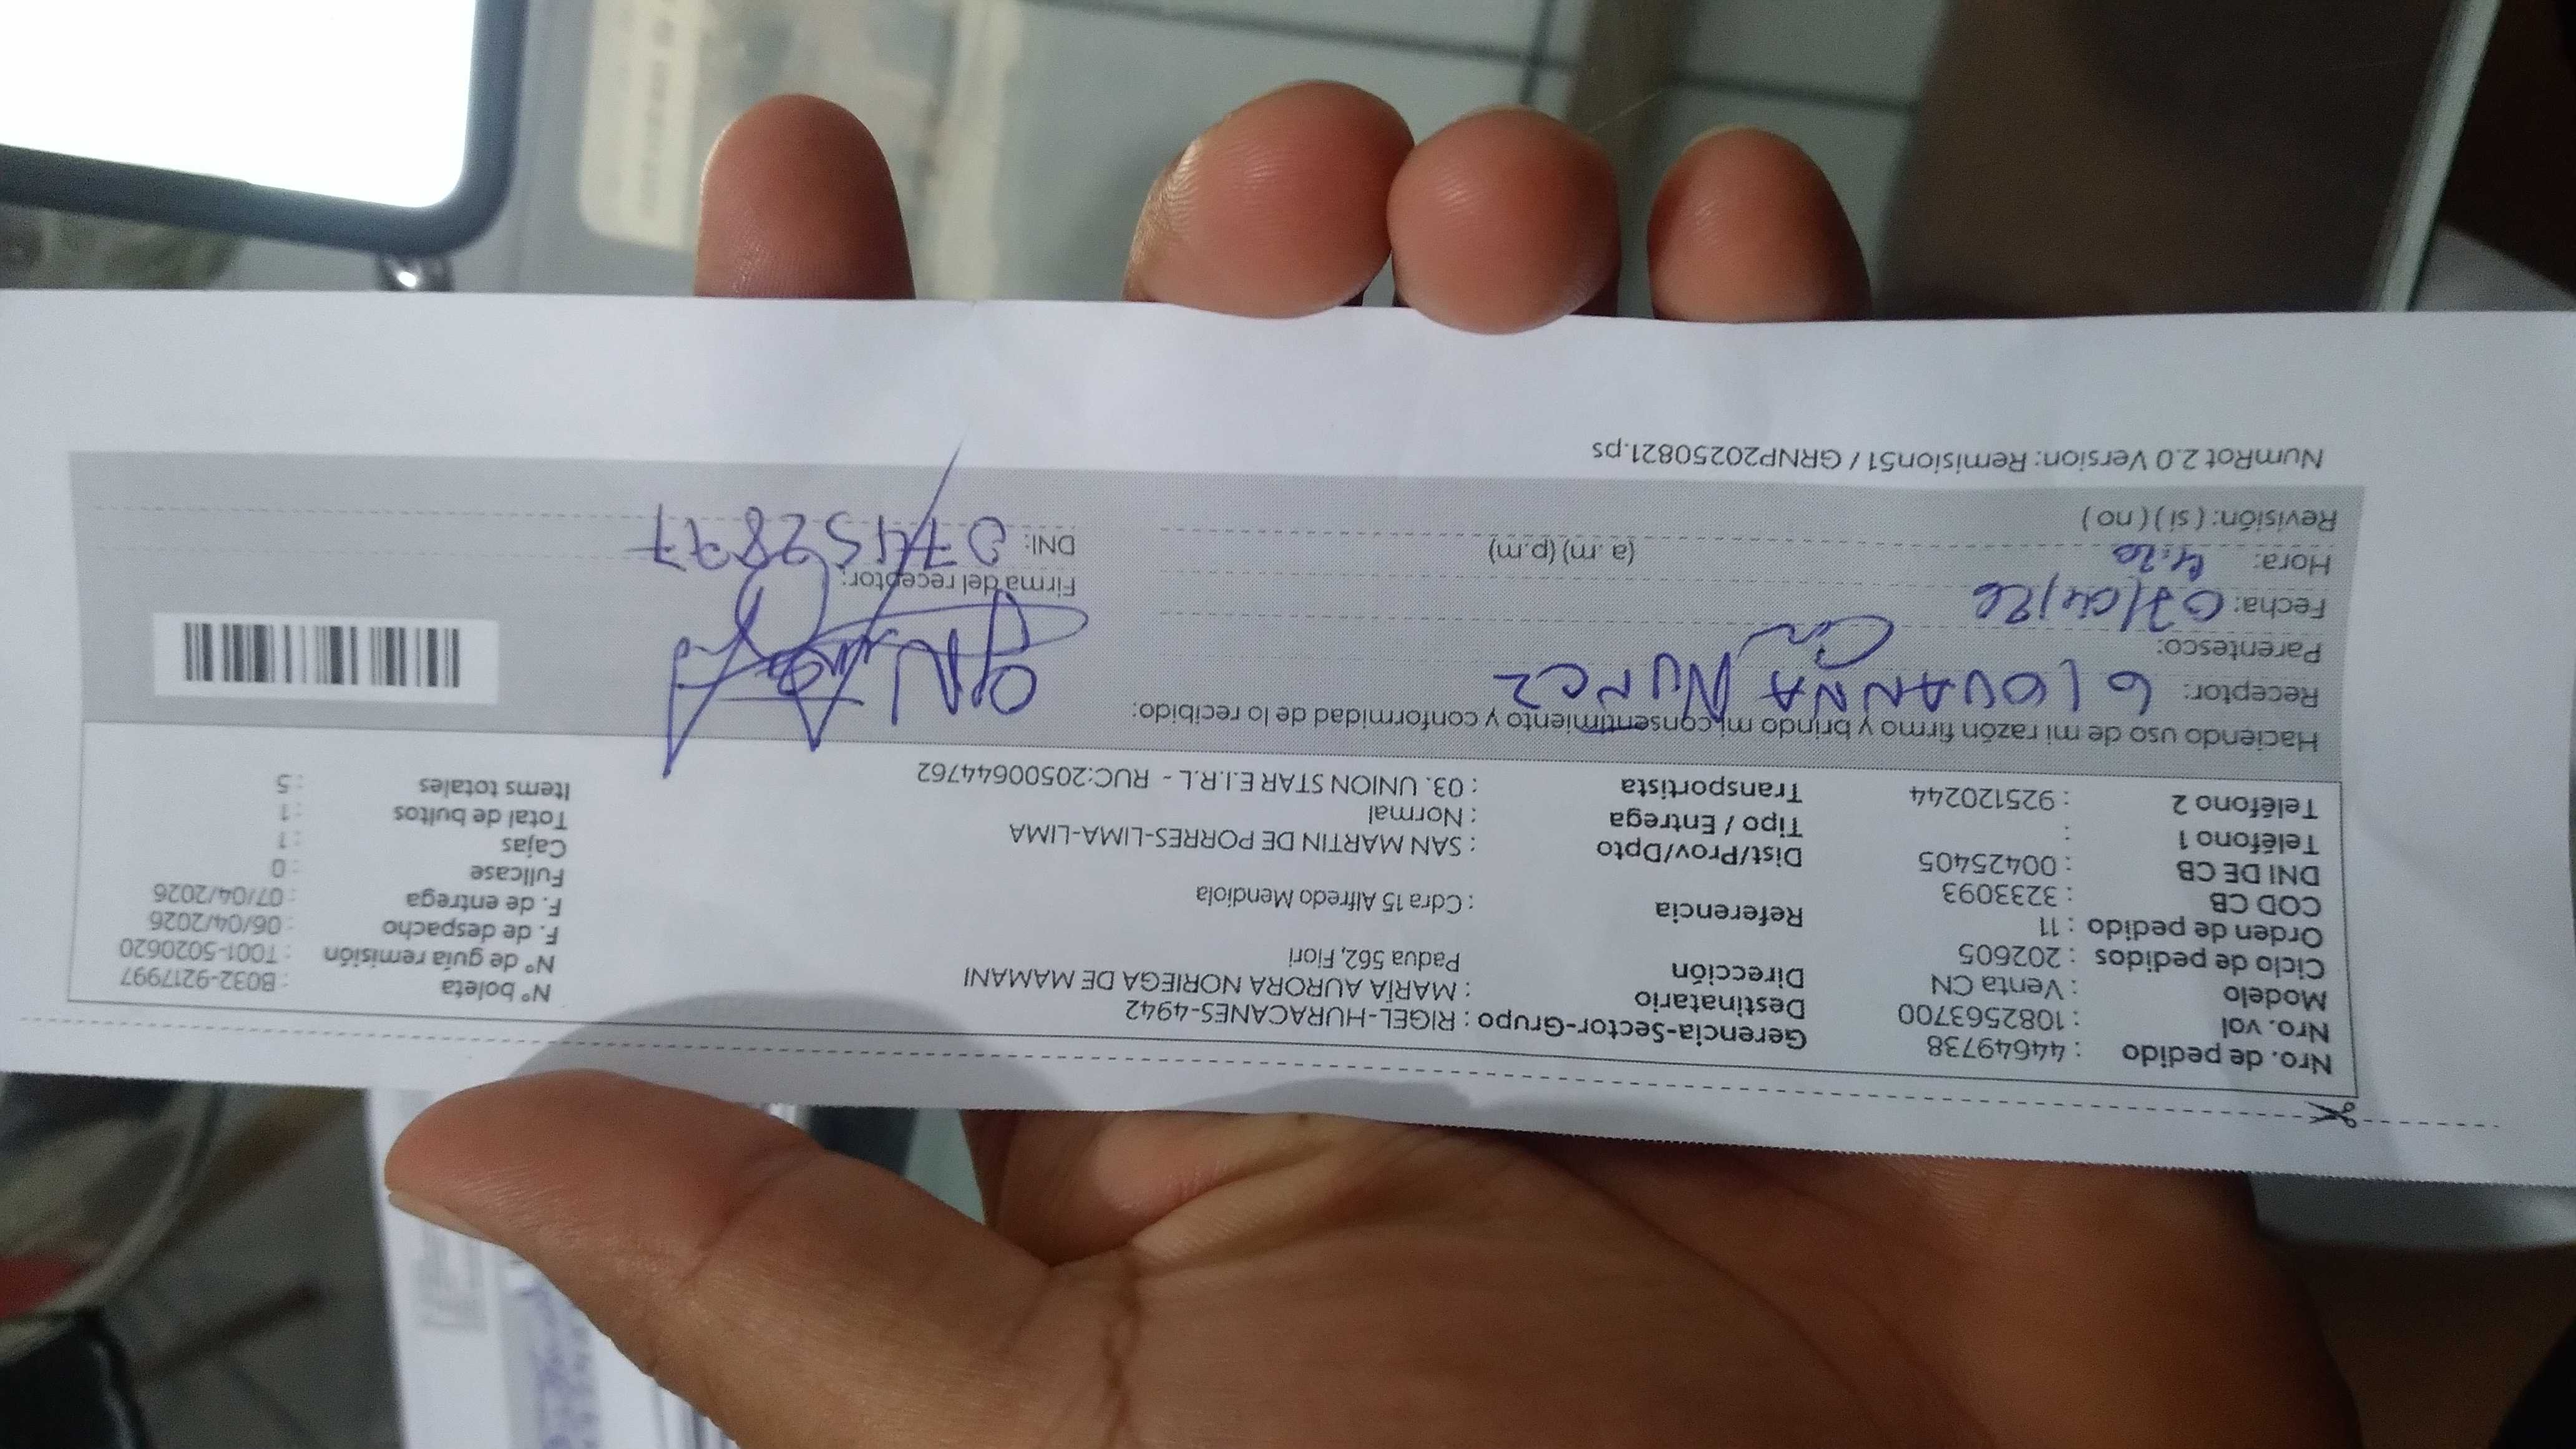 Nro. de pedido : 44649738 Gerencia-Sector-Grupo : RIGEL-HURACANES-4942 N° boleta : B032-9217997
Nro. vol : 1082563700 Destinatario : MARÍA AURORA NORIEGA DE MAMANI N° de guía remisión : T001-5020620
Modelo : Venta CN Dirección Padua 562, Fiori F. de despacho : 06/04/2026
Ciclo de pedidos : 202605 F. de entrega : 07/04/2026
Orden de pedido : 11 Referencia : Cdra 15 Alfredo Mendiola Fullcase : 0
COD CB : 3233093 Cajas : 1
DNI DE CB : 00425405 Dist/Prov/Dpto : SAN MARTIN DE PORRES-LIMA-LIMA Total de bultos : 1
Teléfono 1 : Tipo / Entrega : Normal Items totales : 5
Teléfono 2 : 925120244 Transportista : 03. UNION STAR E.I.R.L - RUC:20500644762
Haciendo uso de mi razón firmo y brindo mi consentimiento y conformidad de lo recibido:
Receptor: GIOVANNA NUÑEZ
Parentesco:
Fecha: 07/04/26 Firma del receptor:
Hora: 4:20 (a.m) (p.m) DNI: 07452877
Revisión: ( si ) ( no )
NumRot 2.0 Version: Remision51 / GRNP20250821.ps